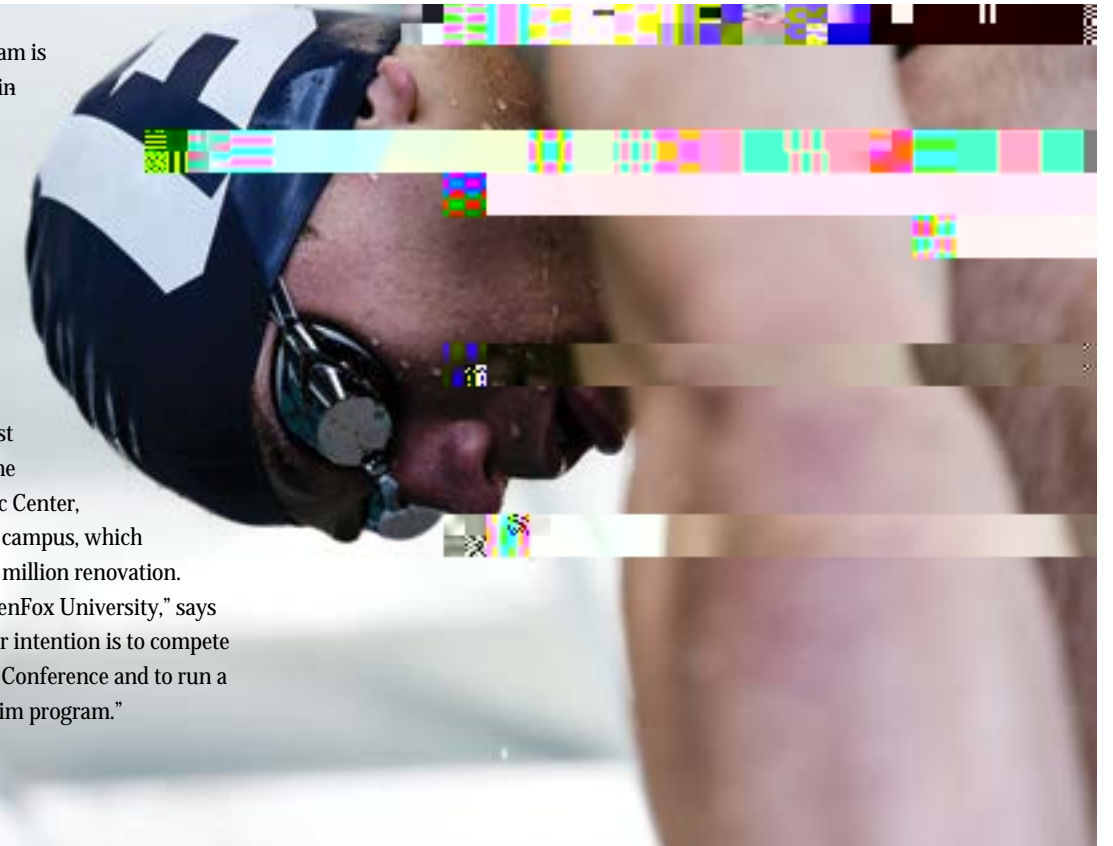 am is
in
st
ne
c Center,
campus, which
million renovation.
enFox University,” says
r intention is to compete
Conference and to run a
im program.”